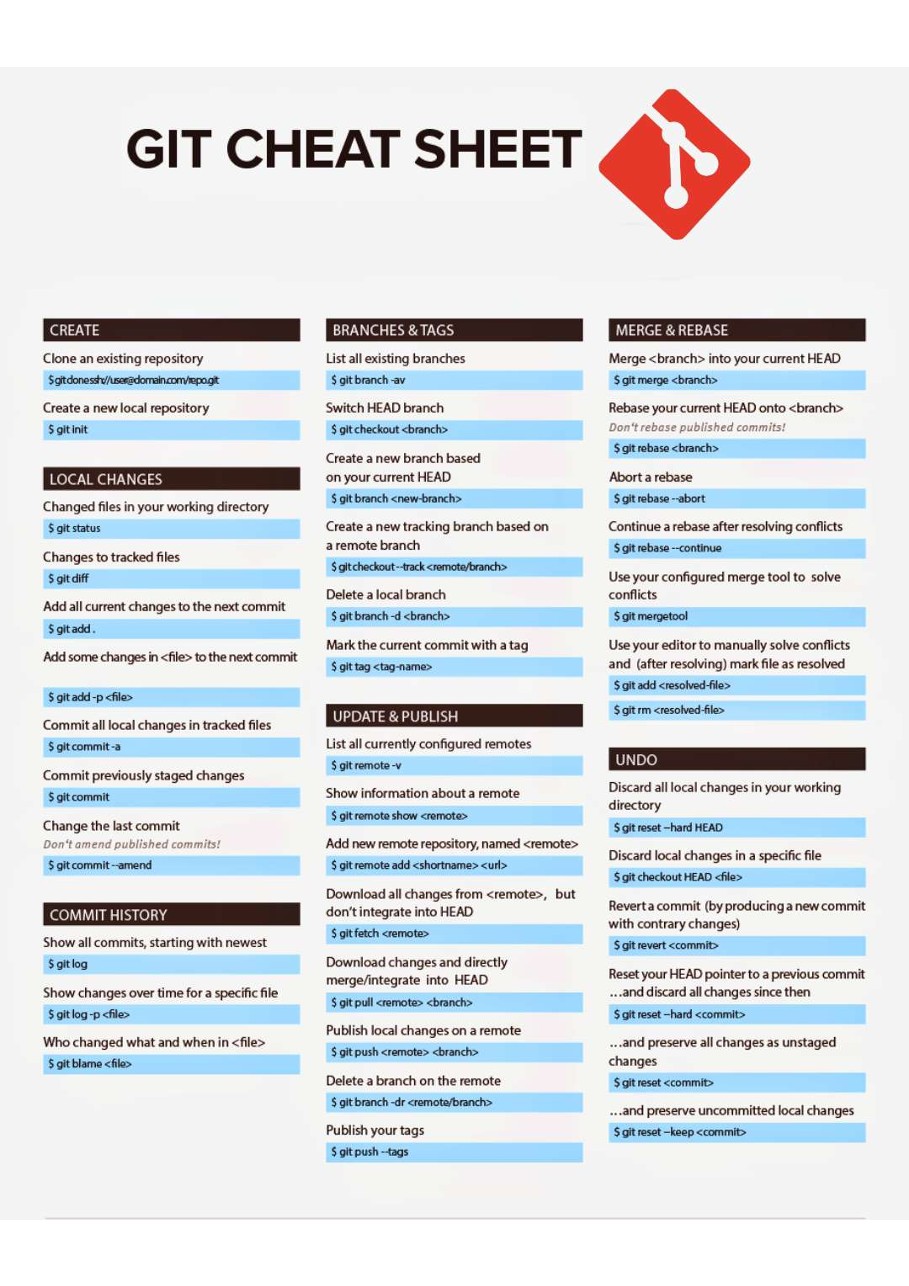 GIT CHEAT SHEET
CREATE
Clone an existing repository
$ git clone ssh://user@domain.com/repo.git
Create a new local repository
$ git init
LOCAL CHANGES
Changed files in your working directory
$ git status
Changes to tracked files
$ git diff
Add all current changes to the next commit
$ git add .
Add some changes in <file> to the next commit
$ git add -p <file>
Commit all local changes in tracked files
$ git commit -a
Commit previously staged changes
$ git commit
Change the last commit
Don't amend published commits!
$ git commit --amend
COMMIT HISTORY
Show all commits, starting with newest
$ git log
Show changes over time for a specific file
$ git log -p <file>
Who changed what and when in <file>
$ git blame <file>
BRANCHES & TAGS
List all existing branches
$ git branch -av
Switch HEAD branch
$ git checkout <branch>
Create a new branch based
on your current HEAD
$ git branch <new-branch>
Create a new tracking branch based on
a remote branch
$ git checkout --track <remote/branch>
Delete a local branch
$ git branch -d <branch>
Mark the current commit with a tag
$ git tag <tag-name>
UPDATE & PUBLISH
List all currently configured remotes
$ git remote -v
Show information about a remote
$ git remote show <remote>
Add new remote repository, named <remote>
$ git remote add <shortname> <url>
Download all changes from <remote>, but
don't integrate into HEAD
$ git fetch <remote>
Download changes and directly
merge/integrate into HEAD
$ git pull <remote> <branch>
Publish local changes on a remote
$ git push <remote> <branch>
Delete a branch on the remote
$ git branch -dr <remote/branch>
Publish your tags
$ git push --tags
MERGE & REBASE
Merge <branch> into your current HEAD
$ git merge <branch>
Rebase your current HEAD onto <branch>
Don't rebase published commits!
$ git rebase <branch>
Abort a rebase
$ git rebase --abort
Continue a rebase after resolving conflicts
$ git rebase --continue
Use your configured merge tool to solve
conflicts
$ git mergetool
Use your editor to manually solve conflicts
and (after resolving) mark file as resolved
$ git add <resolved-file>
$ git rm <resolved-file>
UNDO
Discard all local changes in your working
directory
$ git reset --hard HEAD
Discard local changes in a specific file
$ git checkout HEAD <file>
Revert a commit (by producing a new commit
with contrary changes)
$ git revert <commit>
Reset your HEAD pointer to a previous commit
...and discard all changes since then
$ git reset --hard <commit>
...and preserve all changes as unstaged
changes
$ git reset <commit>
...and preserve uncommitted local changes
$ git reset --keep <commit>